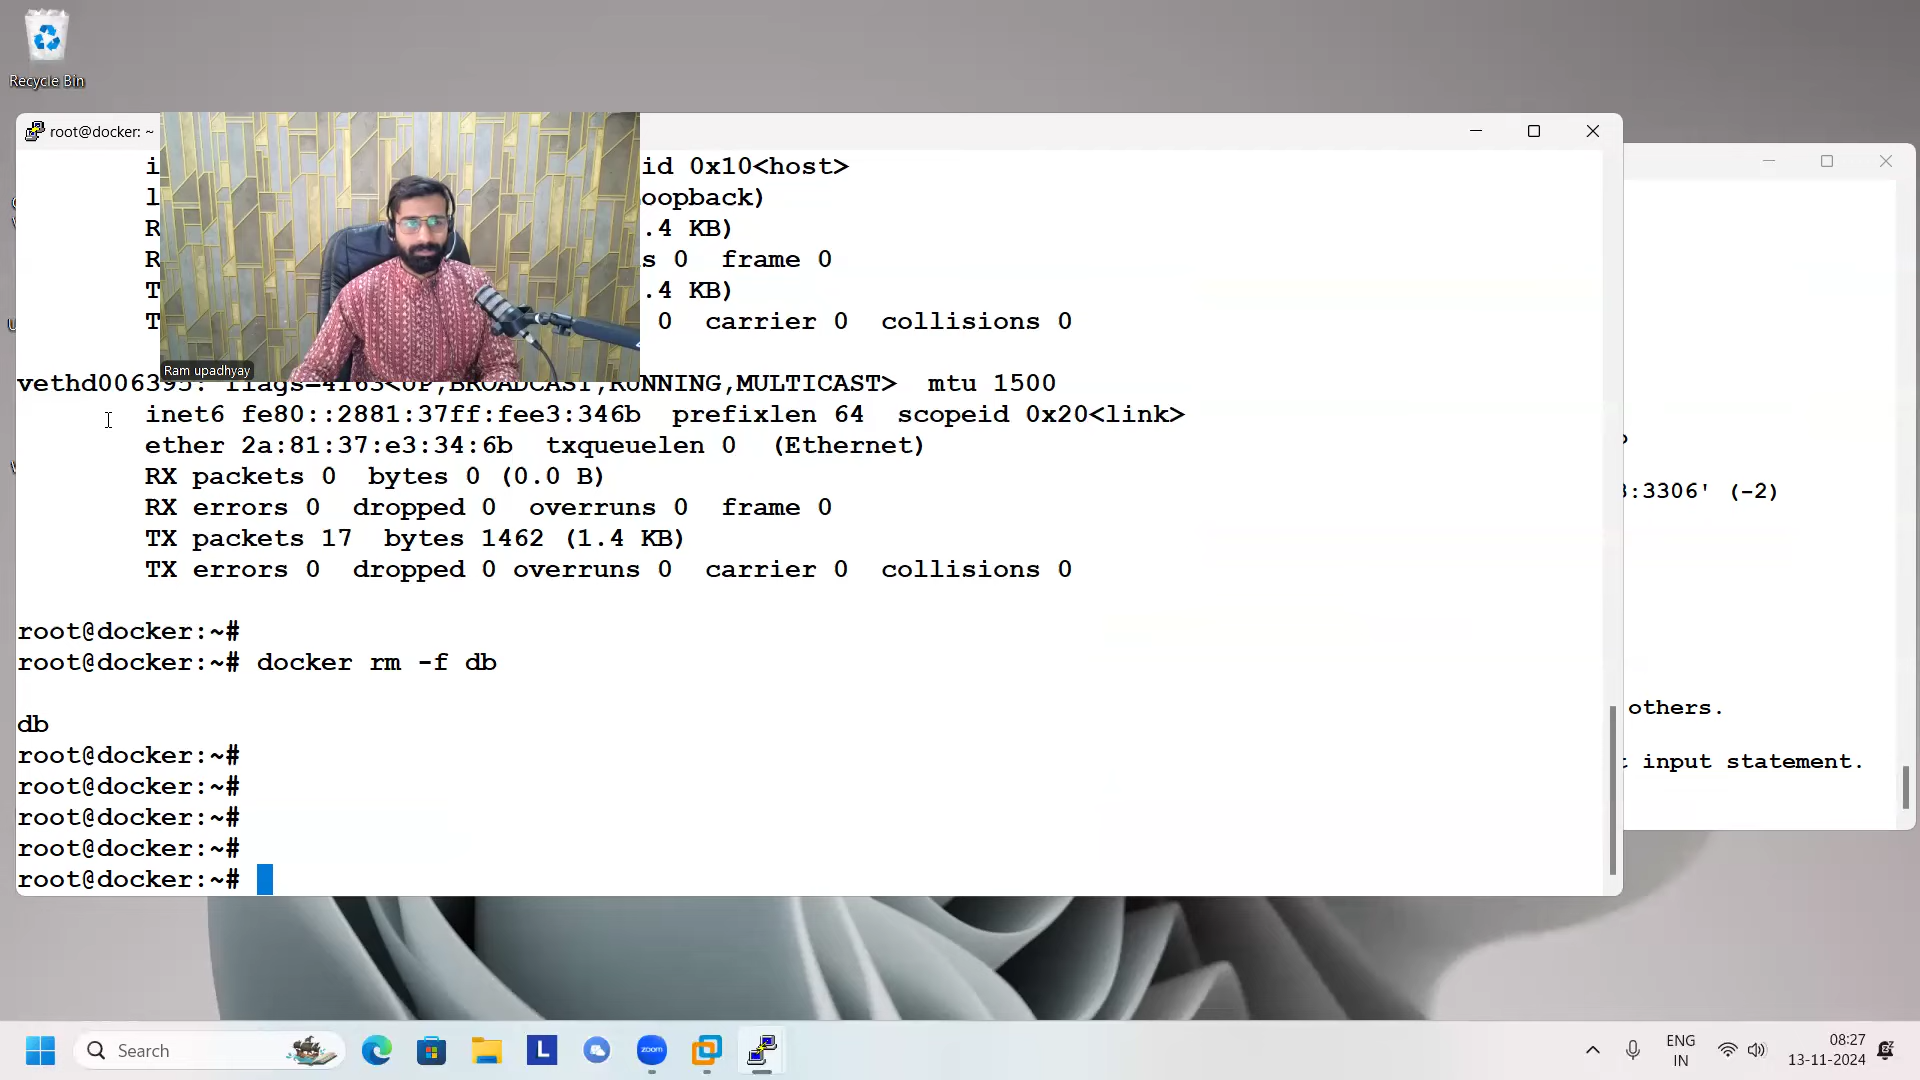 Recycle Bin
root@docker: ~
id 0x10<host>
oopback)
.4 KB)
s 0 frame 0
.4 KB)
0 carrier 0 collisions 0
Ram upadhyay
mtu 1500
inet6 fe80::2881:37ff:fee3:346b prefixlen 64 scopeid 0x20<link>
ether 2a:81:37:e3:34:6b txqueuelen 0 (Ethernet)
RX packets 0 bytes 0 (0.0 B)
RX errors 0 dropped 0 overruns 0 frame 0
TX packets 17 bytes 1462 (1.4 KB)
TX errors 0 dropped 0 overruns 0 carrier 0 collisions 0
root@docker:~#
root@docker:~# docker rm -f db
db
root@docker:~#
root@docker:~#
root@docker:~#
root@docker:~#
root@docker:~#
:3306' (-2)
others.
input statement.
Search
L
zoom
ENG
IN
08:27
13-11-2024